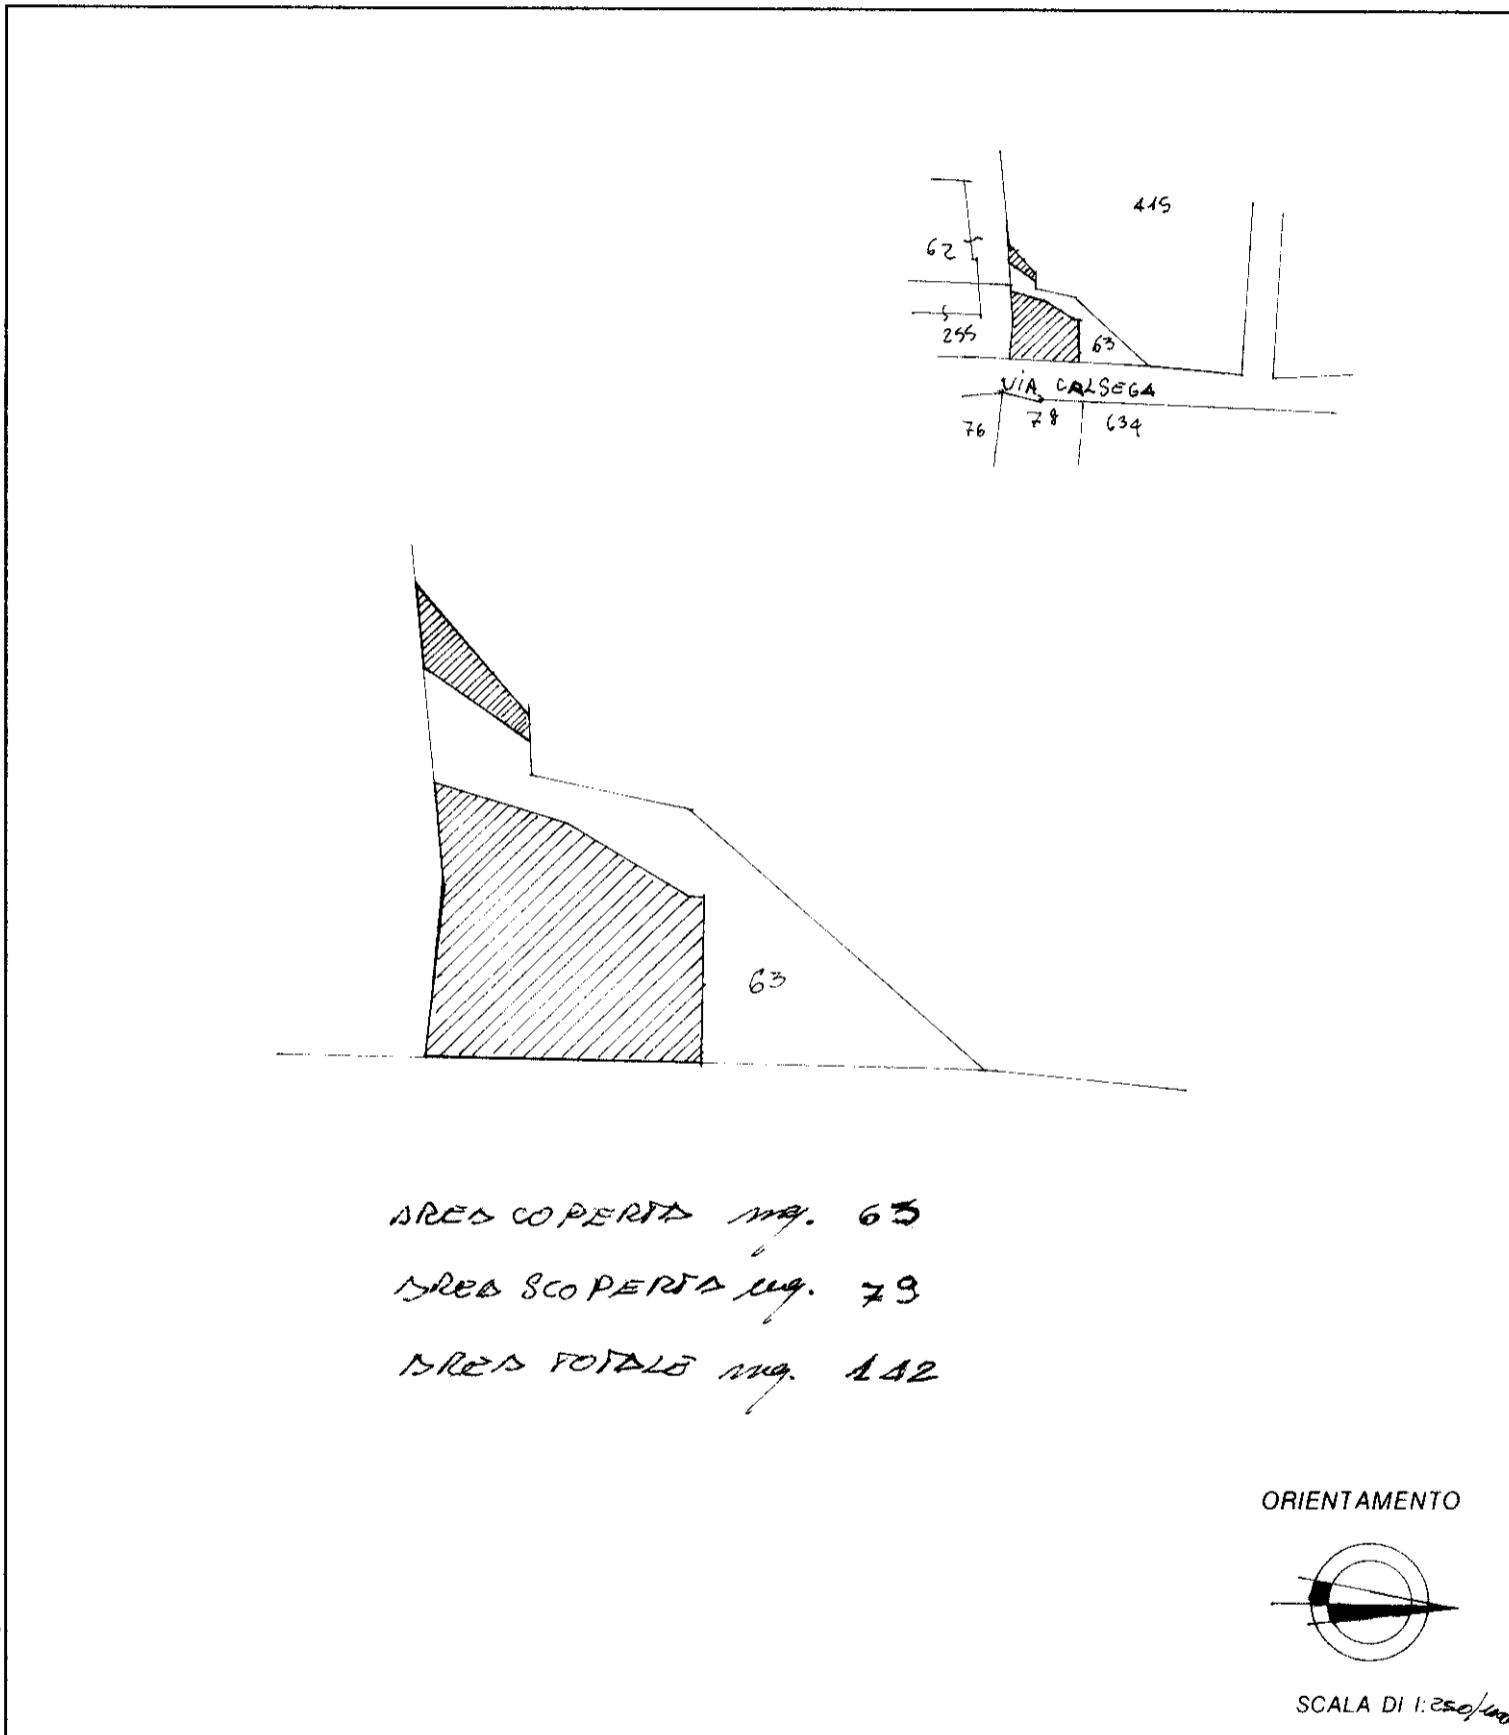 415
62
255
63
VIA CALSEGA
76 78 634
63
AREA COPERTA mq. 63
AREA SCOPERTA mq. 79
AREA TOTALE mq. 142
ORIENTAMENTO
SCALA DI 1:250/